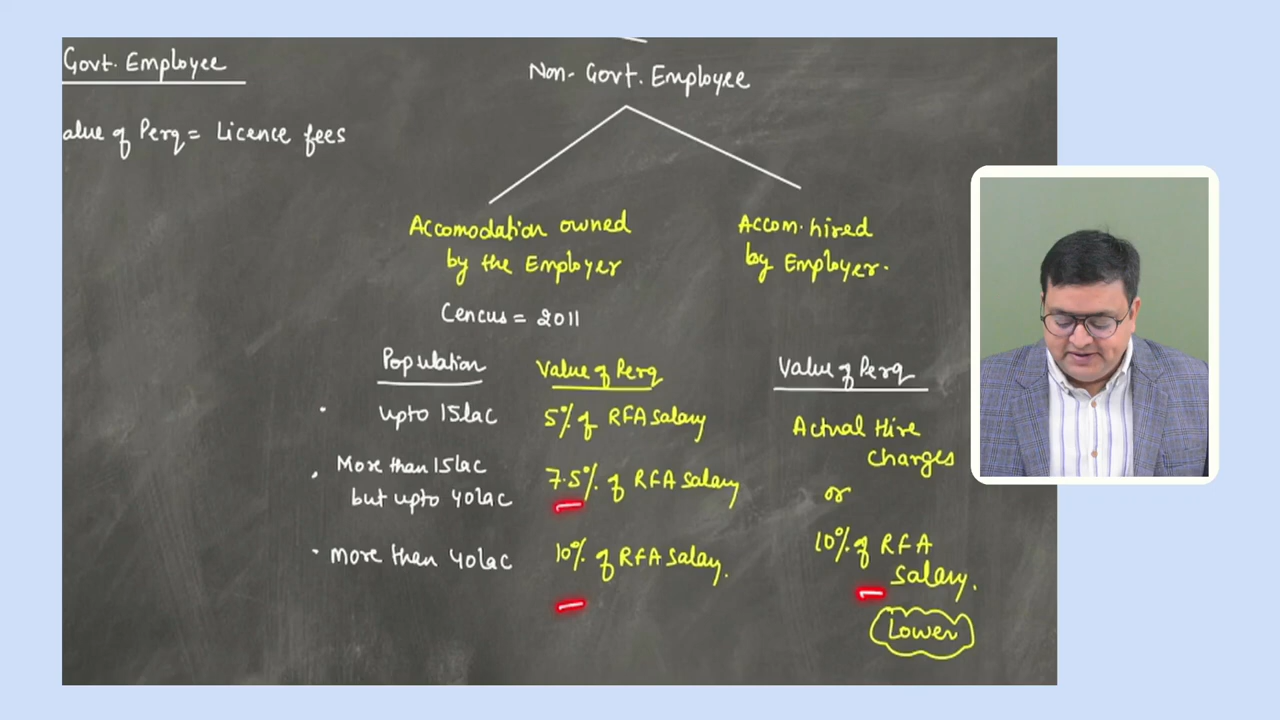 Govt. Employee
alue of Perq = Licence fees
Non-Govt. Employee
Accomodation owned
by the Employer
Accom. hired
by Employer.
Cencus = 2011
Population
Value of Perq
upto 15lac
5% of RFA Salary
More than 15lac
but upto 40lac
7.5% of RFA Salary
More than 40lac
10% of RFA Salary.
Value of Perq
Actual Hire
Charges
or
10% of RFA
Salary.
Lower